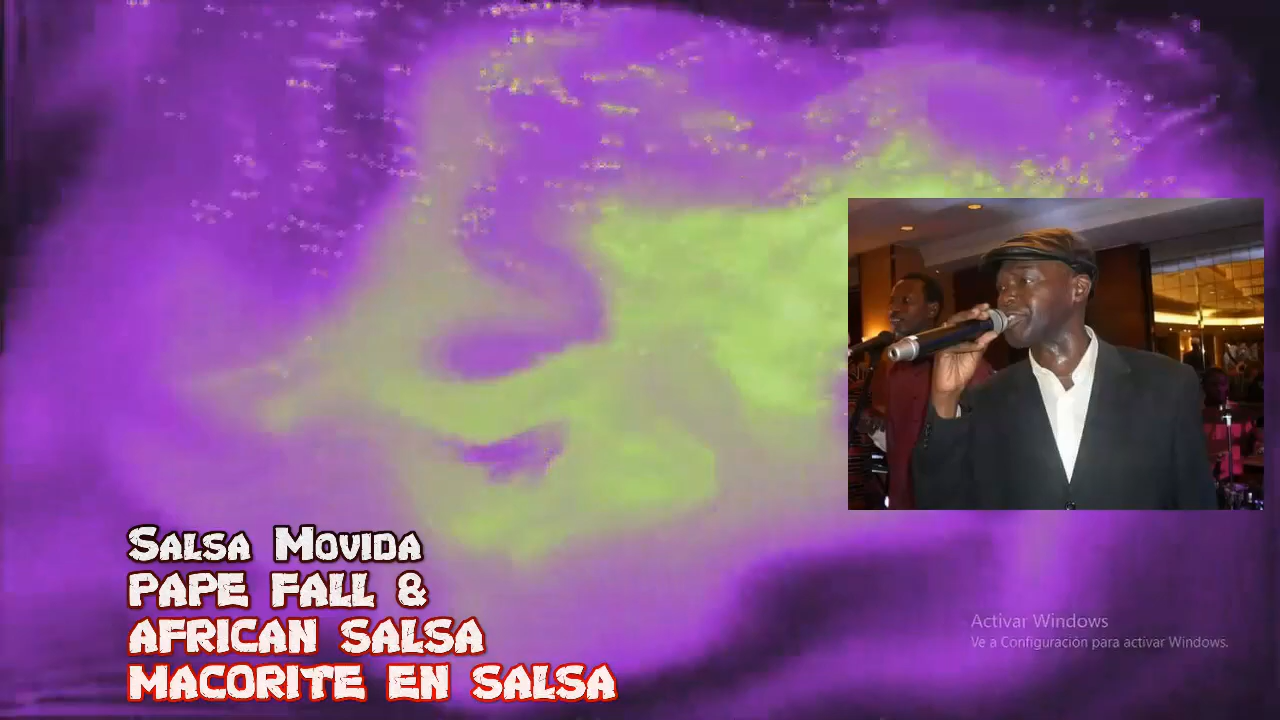 Salsa Movida
PAPE FALL &
AFRICAN SALSA
MACORITE EN SALSA
Activar Windows
Ve a Configuración para activar Windows.